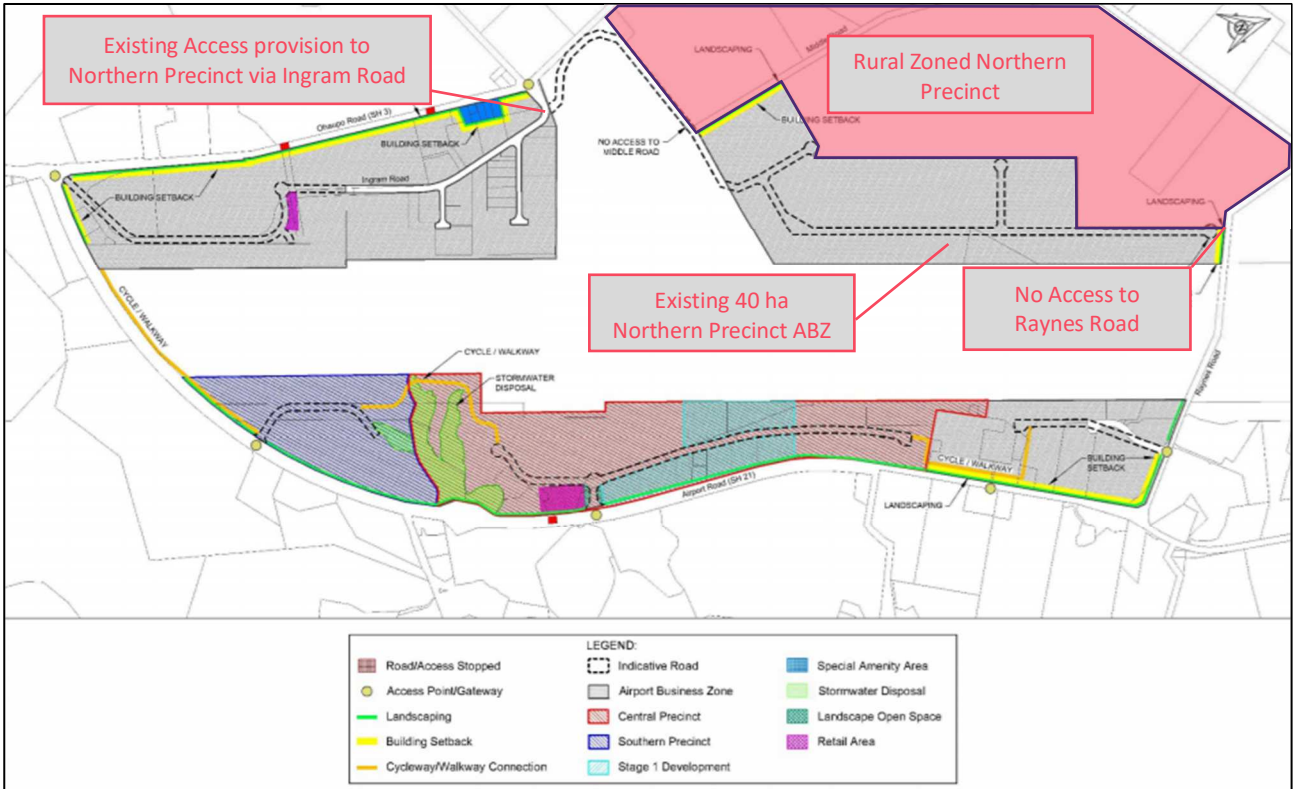 Existing Access provision to
Northern Precinct via Ingram Road
LANDSCAPING
Middle Road
Rural Zoned Northern
Precinct
Ohaupo Road (SH 3)
BUILDING SETBACK
BUILDING SETBACK
NO ACCESS TO
MIDDLE ROAD
Ingram Road
BUILDING SETBACK
LANDSCAPING
Existing 40 ha
Northern Precinct ABZ
No Access to
Raynes Road
CYCLE / WALKWAY
CYCLE / WALKWAY
STORMWATER
DISPOSAL
Raynes Road
CYCLE / WALKWAY
BUILDING
SETBACK
Airport Road (SH 21)
LANDSCAPING
LEGEND:
Road/Access Stopped
Indicative Road
Special Amenity Area
Access Point/Gateway
Airport Business Zone
Stormwater Disposal
Landscaping
Central Precinct
Landscape Open Space
Building Setback
Southern Precinct
Retail Area
Cycleway/Walkway Connection
Stage 1 Development